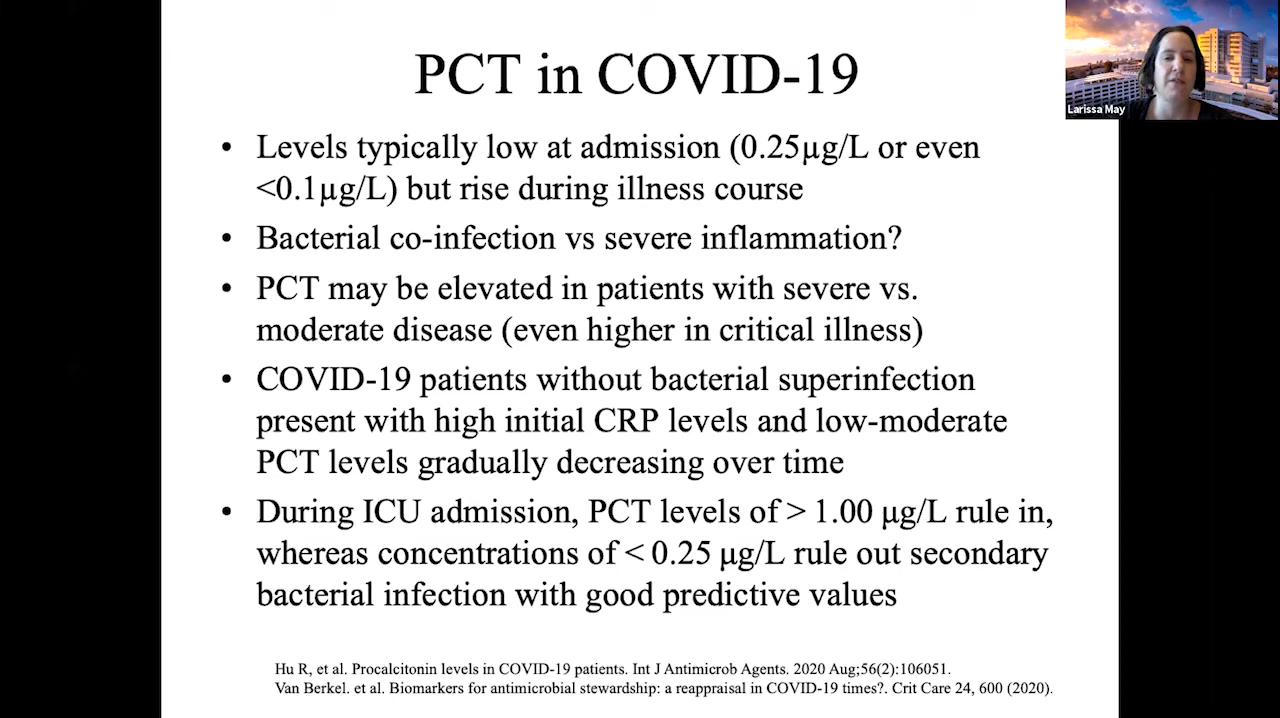 PCT in COVID-19
Larissa May
• Levels typically low at admission (0.25µg/L or even
<0.1µg/L) but rise during illness course
• Bacterial co-infection vs severe inflammation?
• PCT may be elevated in patients with severe vs.
moderate disease (even higher in critical illness)
• COVID-19 patients without bacterial superinfection
present with high initial CRP levels and low-moderate
PCT levels gradually decreasing over time
• During ICU admission, PCT levels of > 1.00 µg/L rule in,
whereas concentrations of < 0.25 µg/L rule out secondary
bacterial infection with good predictive values
Hu R, et al. Procalcitonin levels in COVID-19 patients. Int J Antimicrob Agents. 2020 Aug;56(2):106051.
Van Berkel. et al. Biomarkers for antimicrobial stewardship: a reappraisal in COVID-19 times?. Crit Care 24, 600 (2020).